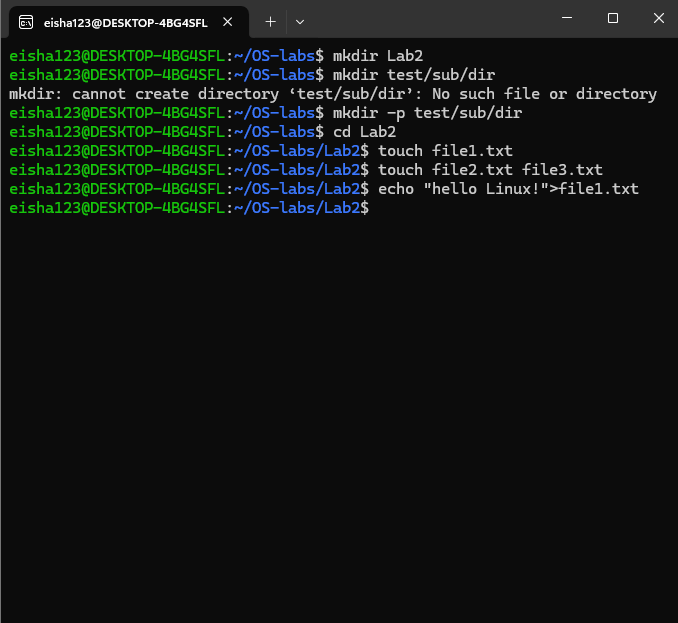 eisha123@DESKTOP-4BG4SFL
eisha123@DESKTOP-4BG4SFL:~/OS-labs$ mkdir Lab2
eisha123@DESKTOP-4BG4SFL:~/OS-labs$ mkdir test/sub/dir
mkdir: cannot create directory ‘test/sub/dir’: No such file or directory
eisha123@DESKTOP-4BG4SFL:~/OS-labs$ mkdir -p test/sub/dir
eisha123@DESKTOP-4BG4SFL:~/OS-labs$ cd Lab2
eisha123@DESKTOP-4BG4SFL:~/OS-labs/Lab2$ touch file1.txt
eisha123@DESKTOP-4BG4SFL:~/OS-labs/Lab2$ touch file2.txt file3.txt
eisha123@DESKTOP-4BG4SFL:~/OS-labs/Lab2$ echo "hello Linux!">file1.txt
eisha123@DESKTOP-4BG4SFL:~/OS-labs/Lab2$